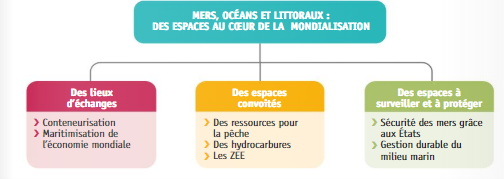 MERS, OCÉANS ET LITTORAUX :
DES ESPACES AU CŒUR DE LA MONDIALISATION
Des lieux
d'échanges
❯ Conteneurisation
❯ Maritimisation de
l'économie mondiale
Des espaces
convoités
❯ Des ressources pour
la pêche
❯ Des hydrocarbures
❯ Les ZEE
Des espaces à
surveiller et à protéger
❯ Sécurité des mers grâce
aux États
❯ Gestion durable du
milieu marin